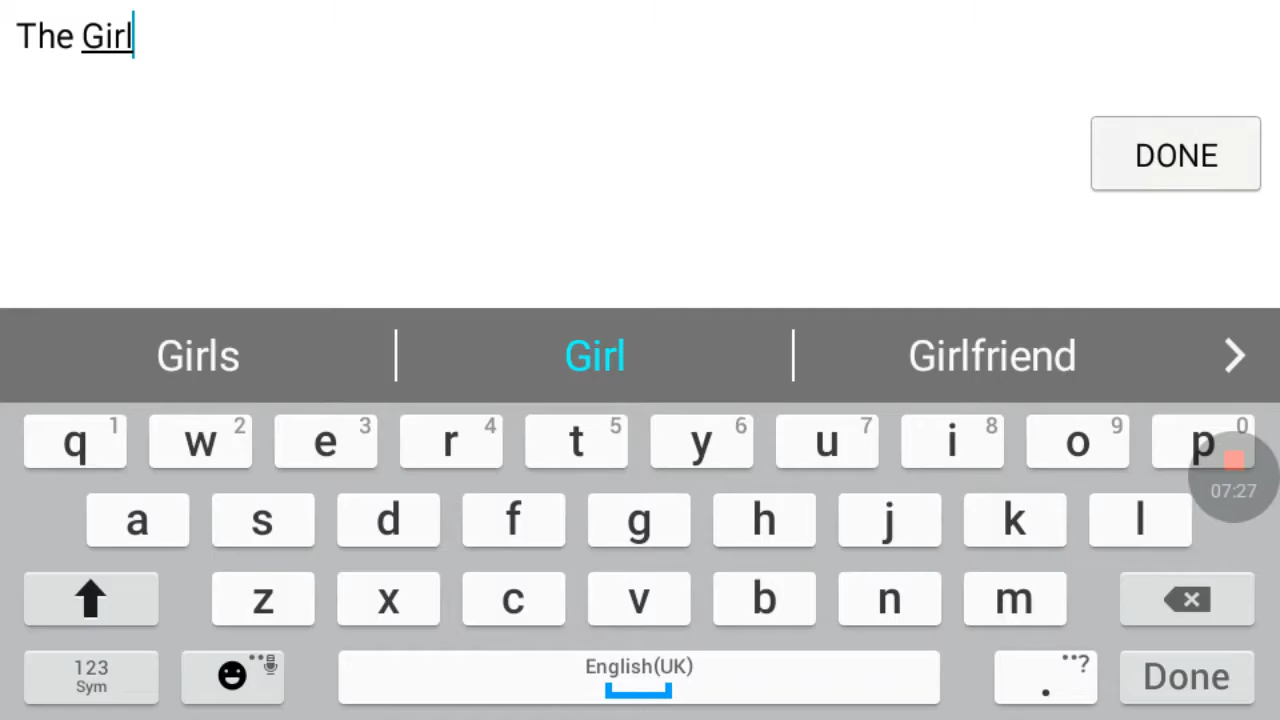 The Girl
DONE
Girls Girl Girlfriend
q 1 w 2 e 3 r 4 t 5 y 6 u 7 i 8 o 9 p 0
07:27
a s d f g h j k l
z x c v b n m
123
Sym
English(UK)
. ?
Done